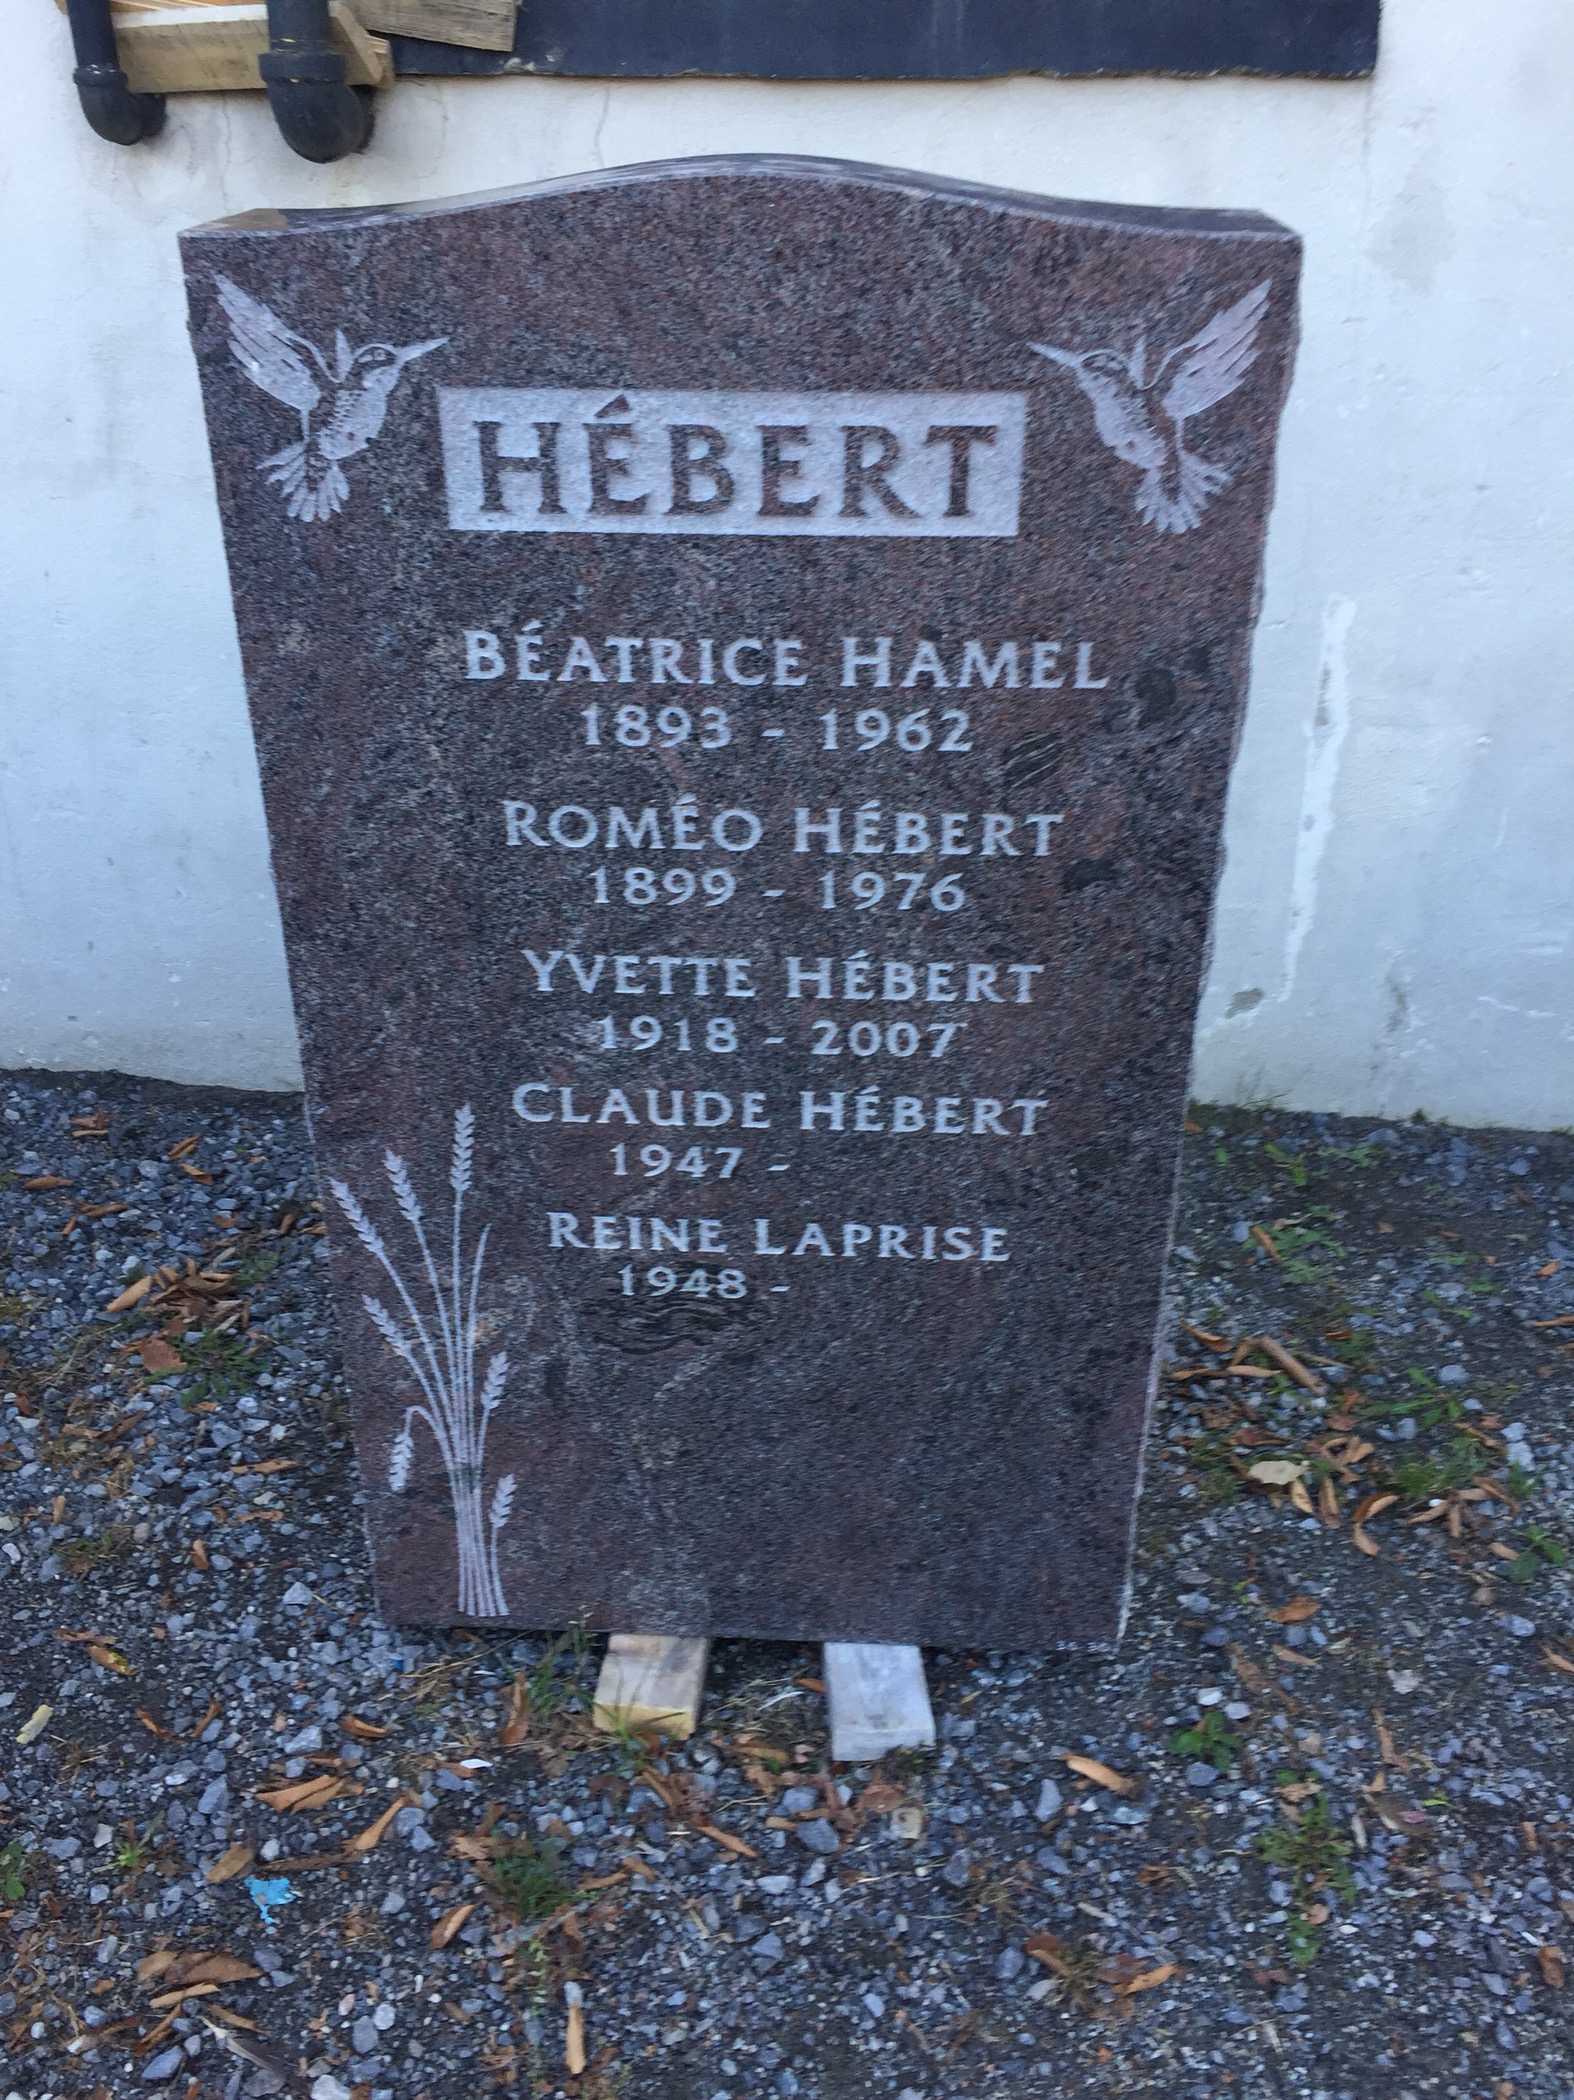 HÉBERT
BÉATRICE HAMEL
1893 - 1962
ROMÉO HÉBERT
1899 - 1976
YVETTE HÉBERT
1918 - 2007
CLAUDE HÉBERT
1947 -
REINE LAPRISE
1948 -